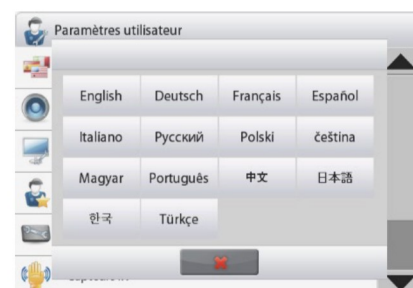 Paramètres utilisateur
English Deutsch Français Español
Italiano Русский Polski čeština
Magyar Português 中文 日本語
한국 Türkçe